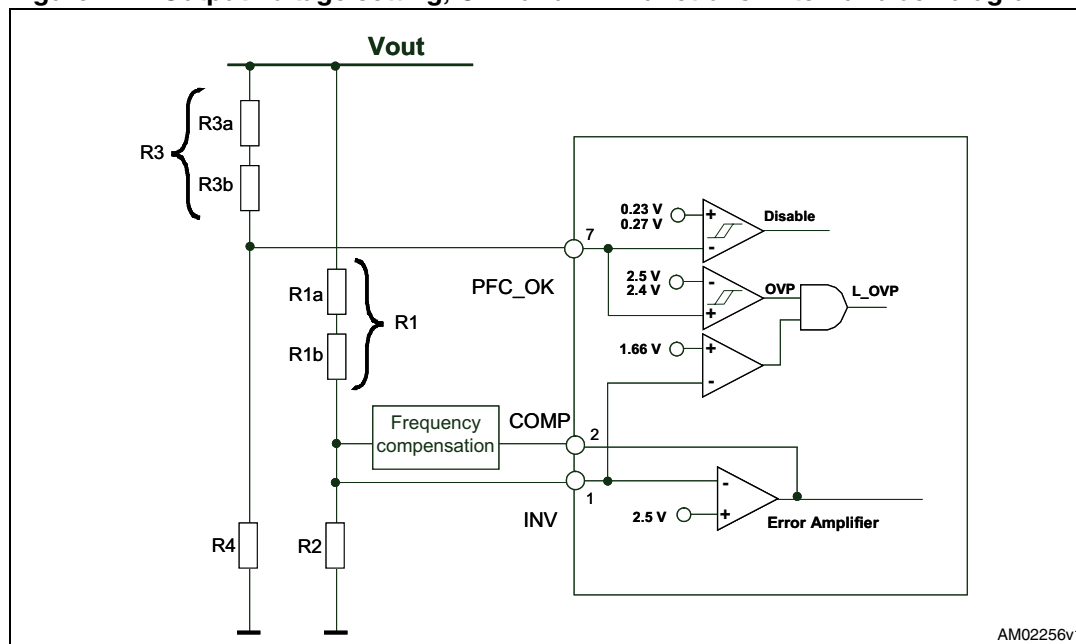 Vout
R3a
R3
R3b
0.23 V
0.27 V
Disable
7
PFC_OK
2.5 V
2.4 V
OVP
L_OVP
R1a
R1
R1b
1.66 V
Frequency
compensation
COMP
2
1
INV
2.5 V
Error Amplifier
R4
R2
+
-
-
+
+
-
-
+